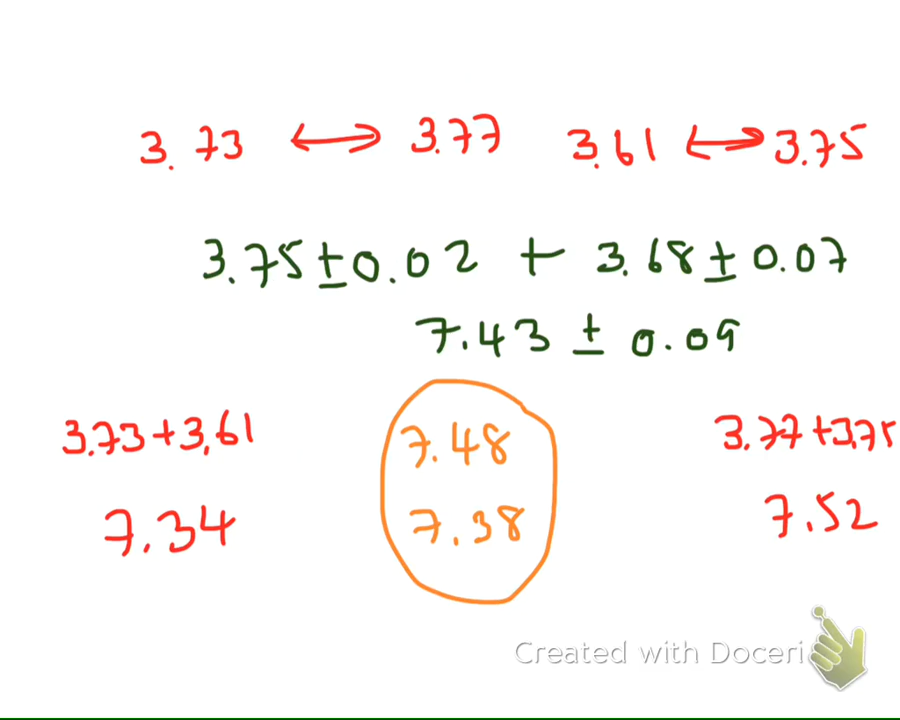 3.73 ↔ 3.77 3.61 ↔ 3.75
3.75±0.02 + 3.68±0.07
7.43 ± 0.09
3.73+3.61 7.48 3.77+3.75
7.34 7.38 7.52
Created with Doceri